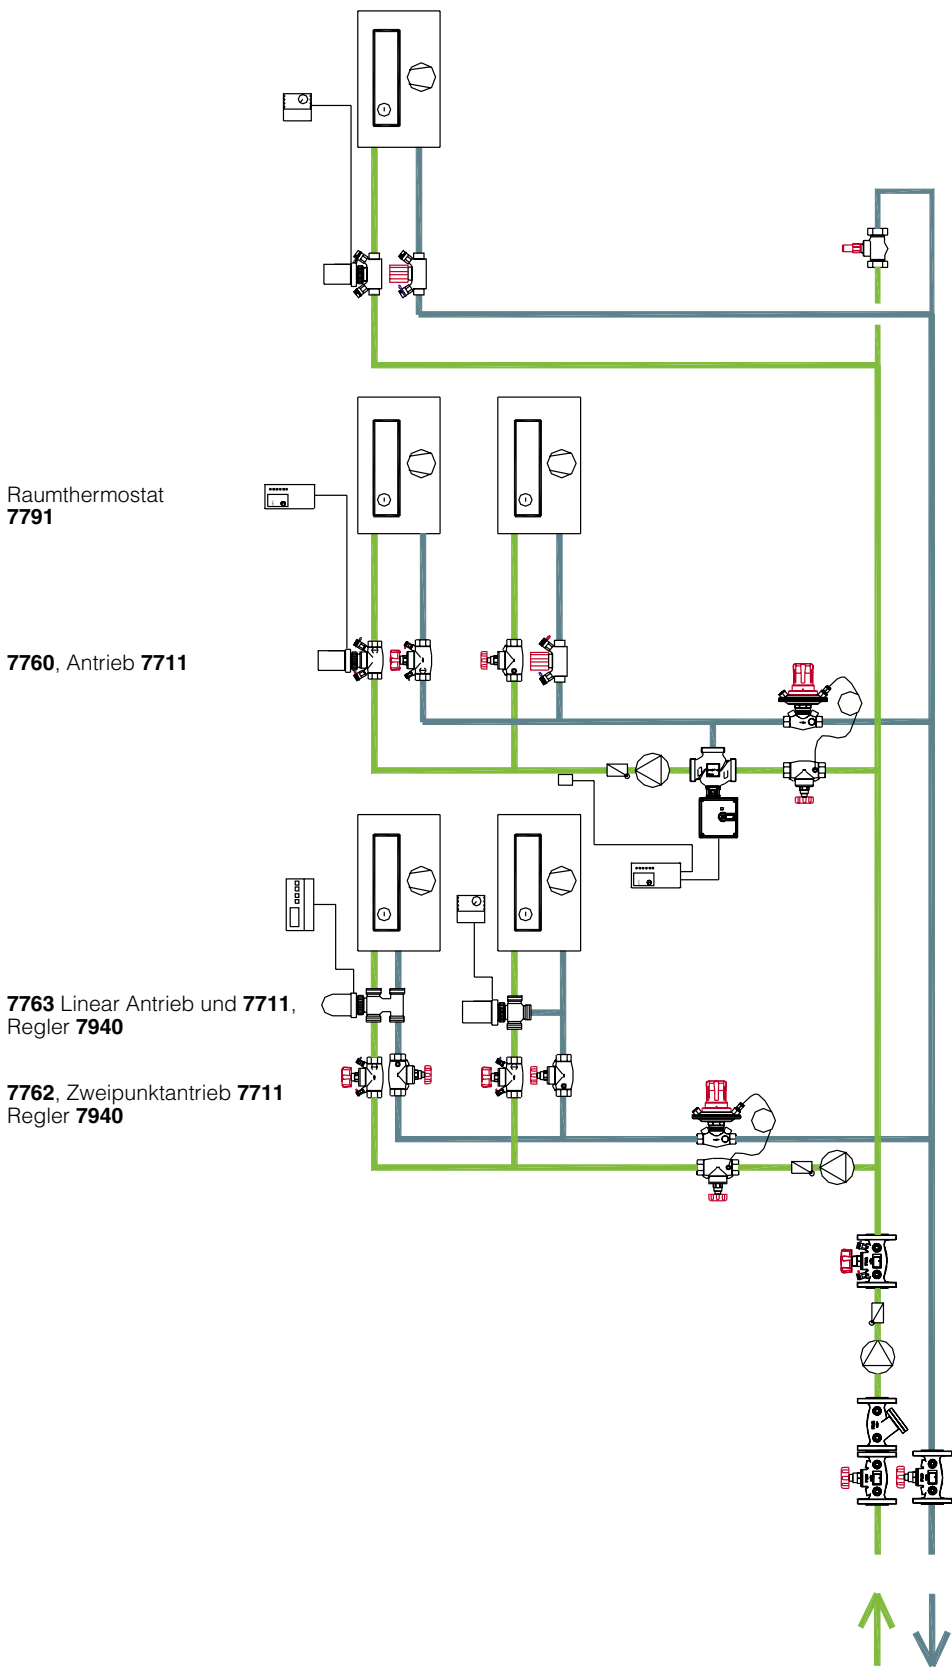 Raumthermostat
7791
7760, Antrieb 7711
7763 Linear Antrieb und 7711,
Regler 7940
7762, Zweipunktantrieb 7711
Regler 7940